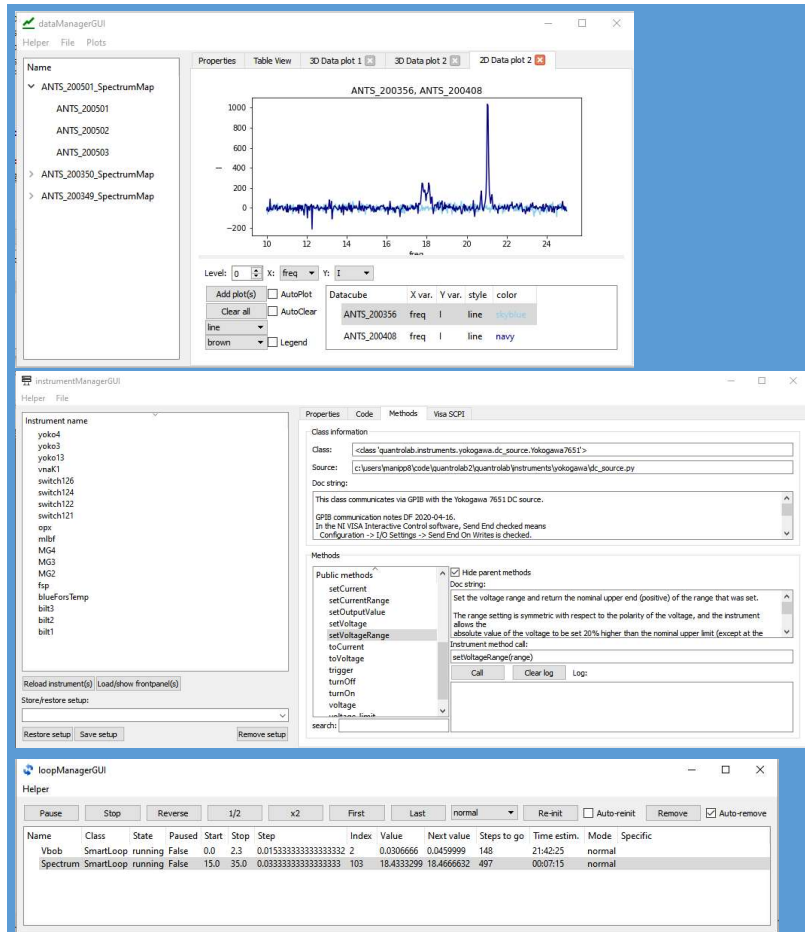 dataManagerGUI
Helper File Plots
Name
ANTS_200501_SpectrumMap
ANTS_200501
ANTS_200502
ANTS_200503
ANTS_200350_SpectrumMap
ANTS_200349_SpectrumMap
Properties Table View 3D Data plot 1 3D Data plot 2 2D Data plot 2
ANTS_200356, ANTS_200408
1000
800
600
400
200
0
−200
I
10 12 14 16 18 20 22 24
freq
Level: 0 X: freq Y: I
Add plot(s) AutoPlot
Clear all AutoClear
line
brown Legend
Datacube X var. Y var. style color
ANTS_200356 freq I line skyblue
ANTS_200408 freq I line navy
instrumentManagerGUI
Helper File
Instrument name
yoko4
yoko3
yoko13
vnaK1
switch126
switch124
switch122
switch121
opx
mlbf
MG4
MG3
MG2
fsp
blueForsTemp
bilt3
bilt2
bilt1
Reload instrument(s) Load/show frontpanel(s)
Store/restore setup:
Restore setup Save setup Remove setup
Properties Code Methods Visa SCPI
Class information
Class: <class 'quantrolab.instruments.yokogawa.dc_source.Yokogawa7651'>
Source: c:\users\manipp8\code\quantrolab2\quantrolab\instruments\yokogawa\dc_source.py
Doc string:
This class communicates via GPIB with the Yokogawa 7651 DC source.
GPIB communication notes DF 2020-04-16.
In the NI VISA Interactive Control software, Send End checked means
Configuration -> I/O Settings -> Send End On Writes is checked.
Methods
Public methods
setCurrent
setCurrentRange
setOutputValue
setVoltage
setVoltageRange
toCurrent
toVoltage
trigger
turnOff
turnOn
voltage
voltage_limit
search:
Hide parent methods
Doc string:
Set the voltage range and return the nominal upper end (positive) of the range that was set.
The range setting is symmetric with respect to the polarity of the voltage, and the instrument
allows the
absolute value of the voltage to be set 20% higher than the nominal upper limit (except at the
Instrument method call:
setVoltageRange(range)
Call Clear log Log:
loopManagerGUI
Helper
Pause Stop Reverse 1/2 x2 First Last normal Re-init Auto-reinit Remove Auto-remove
Name Class State Paused Start Stop Step Index Value Next value Steps to go Time estim. Mode Specific
Vbob SmartLoop running False 0.0 2.3 0.015333333333333332 2 0.0306666 0.0459999 148 21:42:25 normal
Spectrum SmartLoop running False 15.0 35.0 0.03333333333333333 103 18.4333299 18.4666632 497 00:07:15 normal